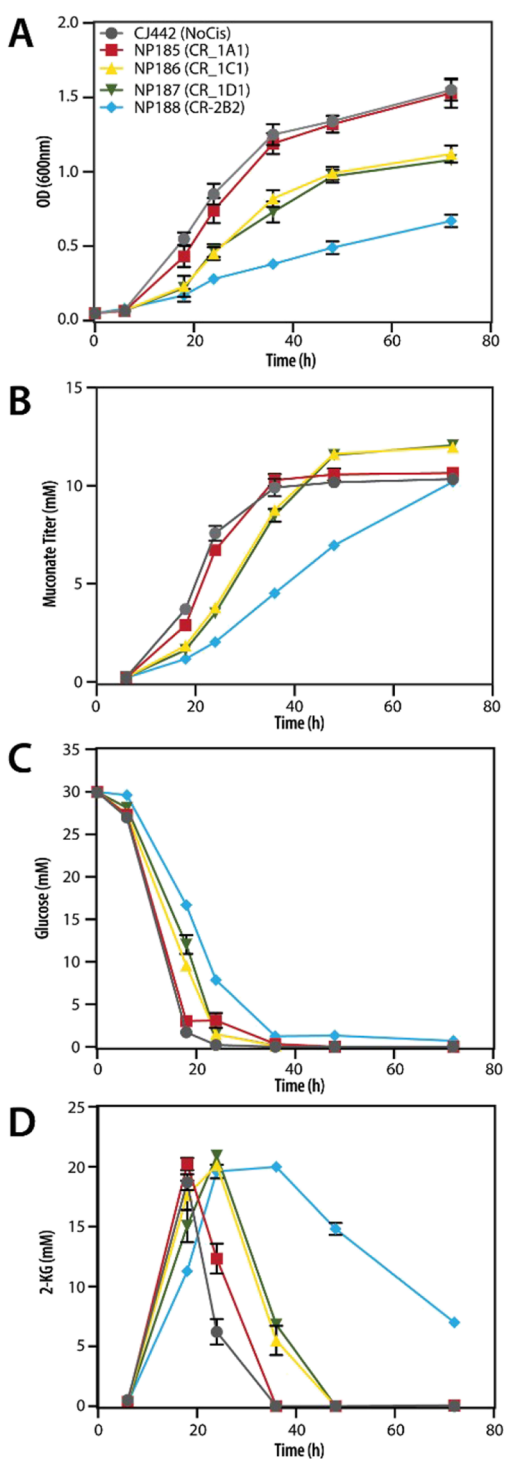 A
2.0
CJ442 (NoCis)
NP185 (CR_1A1)
NP186 (CR_1C1)
NP187 (CR_1D1)
NP188 (CR-2B2)
1.5
1.0
0.5
0.0
OD (600nm)
0 20 40 60 80
Time (h)
B
15
10
5
0
Muconate Titer (mM)
0 20 40 60 80
Time (h)
C
35
30
25
20
15
10
5
0
Glucose (mM)
0 20 40 60 80
Time (h)
D
25
20
15
10
5
0
2-KG (mM)
0 20 40 60 80
Time (h)